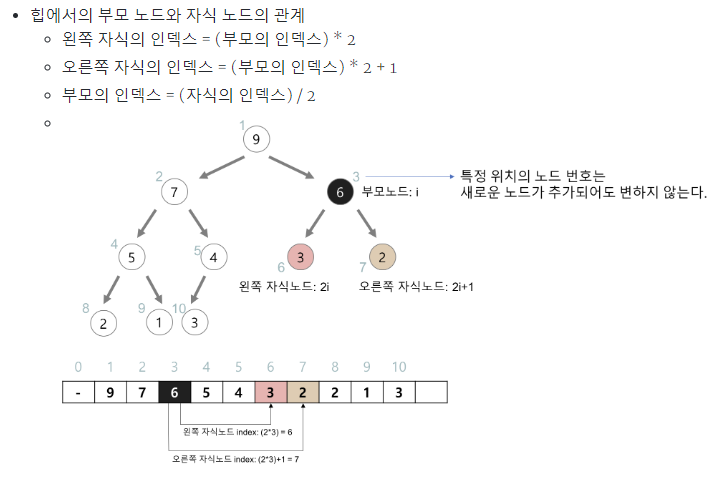 힙에서의 부모 노드와 자식 노드의 관계
왼쪽 자식의 인덱스 = (부모의 인덱스) * 2
오른쪽 자식의 인덱스 = (부모의 인덱스) * 2 + 1
부모의 인덱스 = (자식의 인덱스) / 2
1
9
2
7
3
6
부모노드: i
특정 위치의 노드 번호는
새로운 노드가 추가되어도 변하지 않는다.
4
5
5
4
6
3
7
2
왼쪽 자식노드: 2i
오른쪽 자식노드: 2i+1
8
2
9
1
10
3
0 1 2 3 4 5 6 7 8 9 10
- 9 7 6 5 4 3 2 2 1 3
왼쪽 자식노드 index: (2*3) = 6
오른쪽 자식노드 index: (2*3)+1 = 7